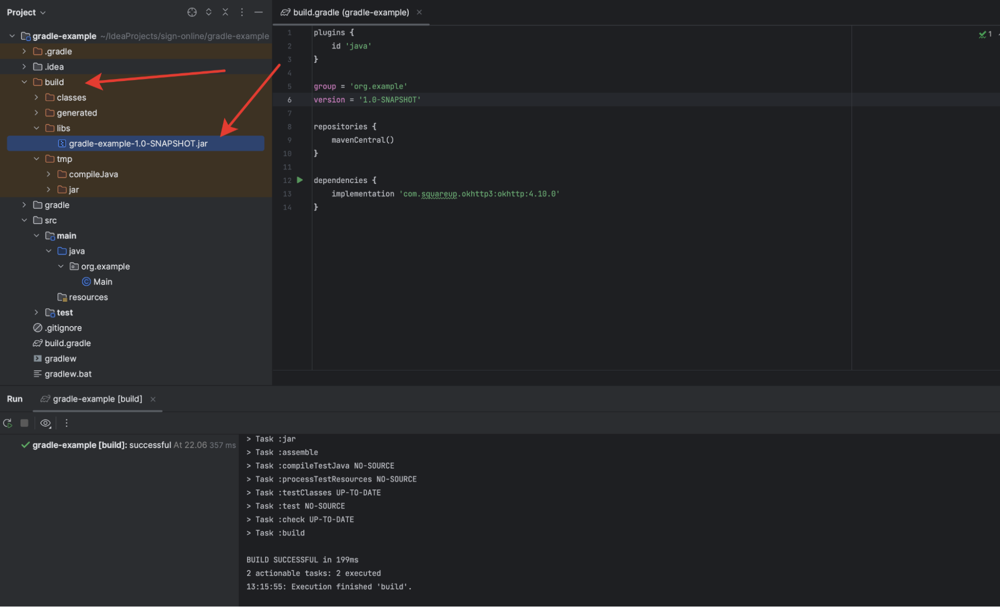 Project
gradle-example ~/IdeaProjects/sign-online/gradle-example
.gradle
.idea
build
classes
generated
libs
gradle-example-1.0-SNAPSHOT.jar
tmp
compileJava
jar
gradle
src
main
java
org.example
Main
resources
test
.gitignore
build.gradle
gradlew
gradlew.bat
build.gradle (gradle-example)
1 plugins {
2 id 'java'
3 }
4
5 group = 'org.example'
6 version = '1.0-SNAPSHOT'
7
8 repositories {
9 mavenCentral()
10 }
11
12 dependencies {
13 implementation 'com.squareup.okhttp3:okhttp:4.10.0'
14 }
1
Run gradle-example [build]
gradle-example [build]: successful At 22.06 357 ms
> Task :jar
> Task :assemble
> Task :compileTestJava NO-SOURCE
> Task :processTestResources NO-SOURCE
> Task :testClasses UP-TO-DATE
> Task :test NO-SOURCE
> Task :check UP-TO-DATE
> Task :build
BUILD SUCCESSFUL in 199ms
2 actionable tasks: 2 executed
13:15:55: Execution finished 'build'.